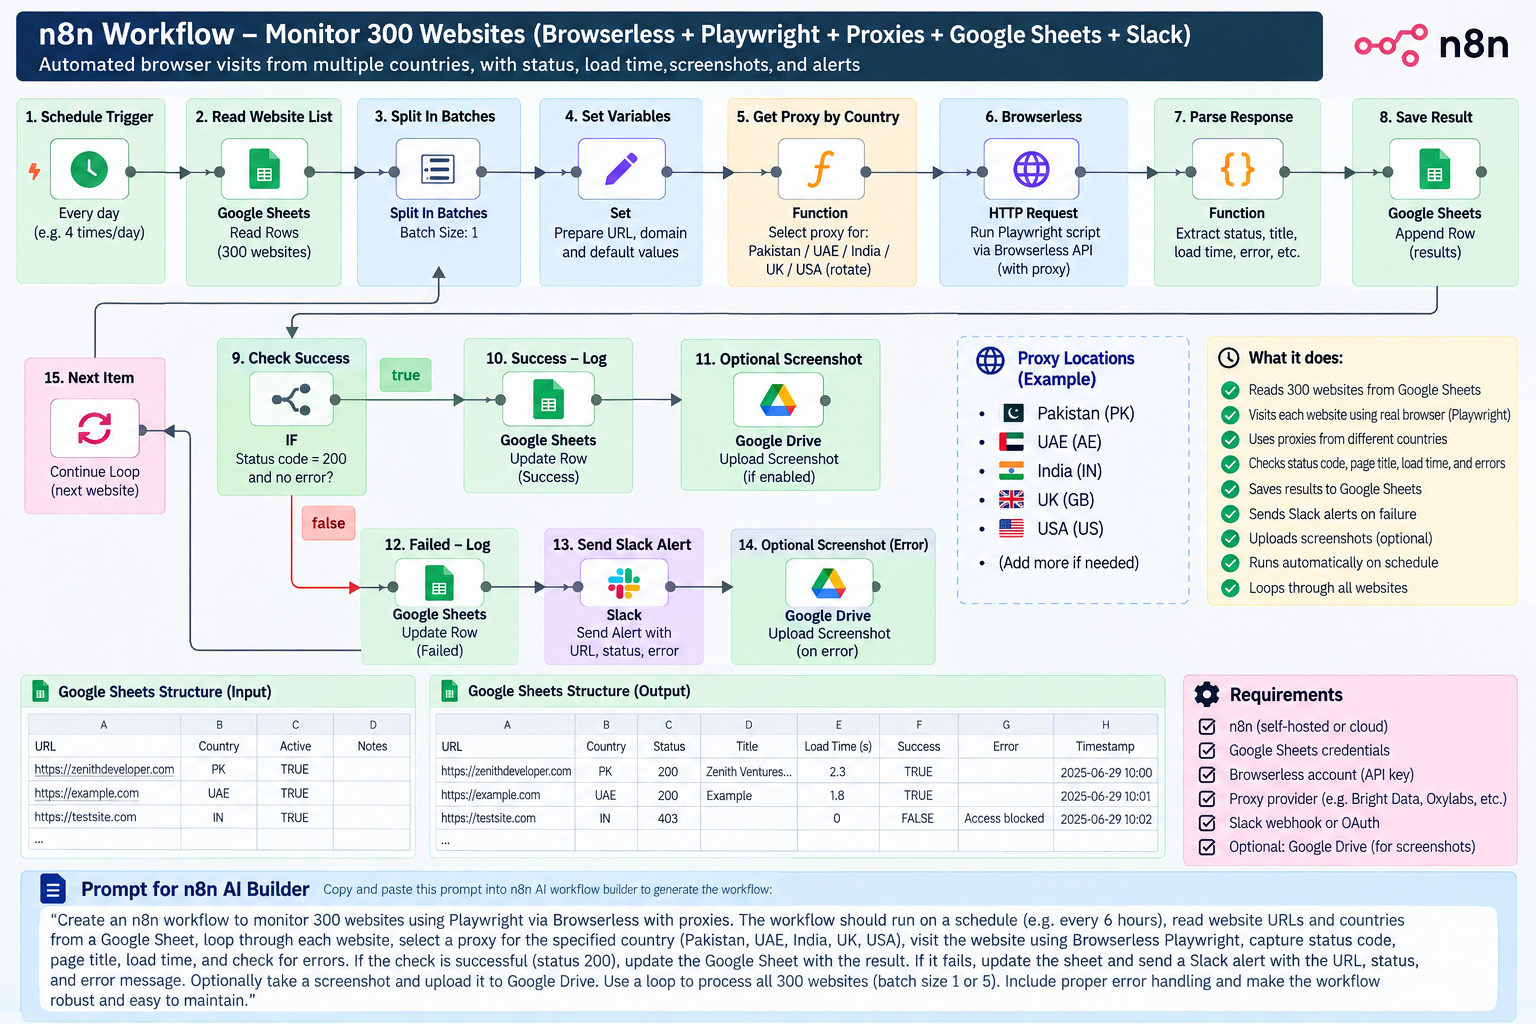 n8n Workflow – Monitor 300 Websites (Browserless + Playwright + Proxies + Google Sheets + Slack)
Automated browser visits from multiple countries, with status, load time, screenshots, and alerts
n8n
1. Schedule Trigger
Every day
(e.g. 4 times/day)
2. Read Website List
Google Sheets
Read Rows
(300 websites)
3. Split In Batches
Split In Batches
Batch Size: 1
4. Set Variables
Set
Prepare URL, domain
and default values
5. Get Proxy by Country
Function
Select proxy for:
Pakistan / UAE / India /
UK / USA (rotate)
6. Browserless
HTTP Request
Run Playwright script
via Browserless API
(with proxy)
7. Parse Response
Function
Extract status, title,
load time, error, etc.
8. Save Result
Google Sheets
Append Row
(results)
15. Next Item
Continue Loop
(next website)
9. Check Success
IF
Status code = 200
and no error?
true
false
10. Success – Log
Google Sheets
Update Row
(Success)
11. Optional Screenshot
Google Drive
Upload Screenshot
(if enabled)
12. Failed – Log
Google Sheets
Update Row
(Failed)
13. Send Slack Alert
Slack
Send Alert with
URL, status, error
14. Optional Screenshot (Error)
Google Drive
Upload Screenshot
(on error)
Proxy Locations
(Example)
• Pakistan (PK)
• UAE (AE)
• India (IN)
• UK (GB)
• USA (US)
• (Add more if needed)
What it does:
Reads 300 websites from Google Sheets
Visits each website using real browser (Playwright)
Uses proxies from different countries
Checks status code, page title, load time, and errors
Saves results to Google Sheets
Sends Slack alerts on failure
Uploads screenshots (optional)
Runs automatically on schedule
Loops through all websites
Google Sheets Structure (Input)
A B C D
URL Country Active Notes
https://zenithdeveloper.com PK TRUE
https://example.com UAE TRUE
https://testsite.com IN TRUE
...
Google Sheets Structure (Output)
A B C D E F G H
URL Country Status Title Load Time (s) Success Error Timestamp
https://zenithdeveloper.com PK 200 Zenith Ventures... 2.3 TRUE 2025-06-29 10:00
https://example.com UAE 200 Example 1.8 TRUE 2025-06-29 10:01
https://testsite.com IN 403 0 FALSE Access blocked 2025-06-29 10:02
...
Requirements
n8n (self-hosted or cloud)
Google Sheets credentials
Browserless account (API key)
Proxy provider (e.g. Bright Data, Oxylabs, etc.)
Slack webhook or OAuth
Optional: Google Drive (for screenshots)
Prompt for n8n AI Builder Copy and paste this prompt into n8n AI workflow builder to generate the workflow:
“Create an n8n workflow to monitor 300 websites using Playwright via Browserless with proxies. The workflow should run on a schedule (e.g. every 6 hours), read website URLs and countries
from a Google Sheet, loop through each website, select a proxy for the specified country (Pakistan, UAE, India, UK, USA), visit the website using Browserless Playwright, capture status code,
page title, load time, and check for errors. If the check is successful (status 200), update the Google Sheet with the result. If it fails, update the sheet and send a Slack alert with the URL, status,
and error message. Optionally take a screenshot and upload it to Google Drive. Use a loop to process all 300 websites (batch size 1 or 5). Include proper error handling and make the workflow
robust and easy to maintain.”